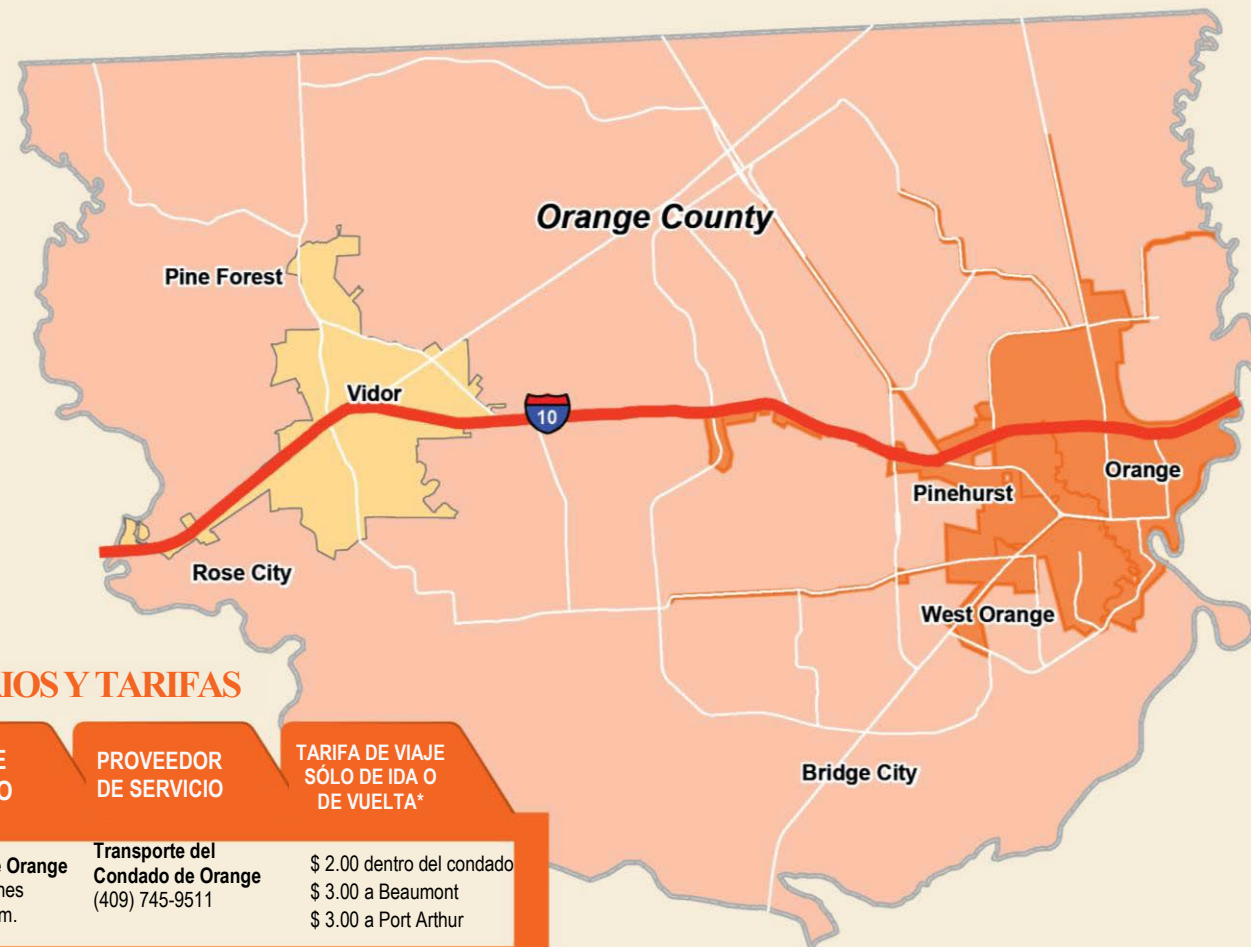 Orange County
Pine Forest
Vidor
10
Orange
Pinehurst
Rose City
West Orange
Bridge City
RIOS Y TARIFAS
E
O
PROVEEDOR
DE SERVICIO
TARIFA DE VIAJE
SÓLO DE IDA O
DE VUELTA*
e Orange
nes
m.
Transporte del
Condado de Orange
(409) 745-9511
$ 2.00 dentro del condado
$ 3.00 a Beaumont
$ 3.00 a Port Arthur